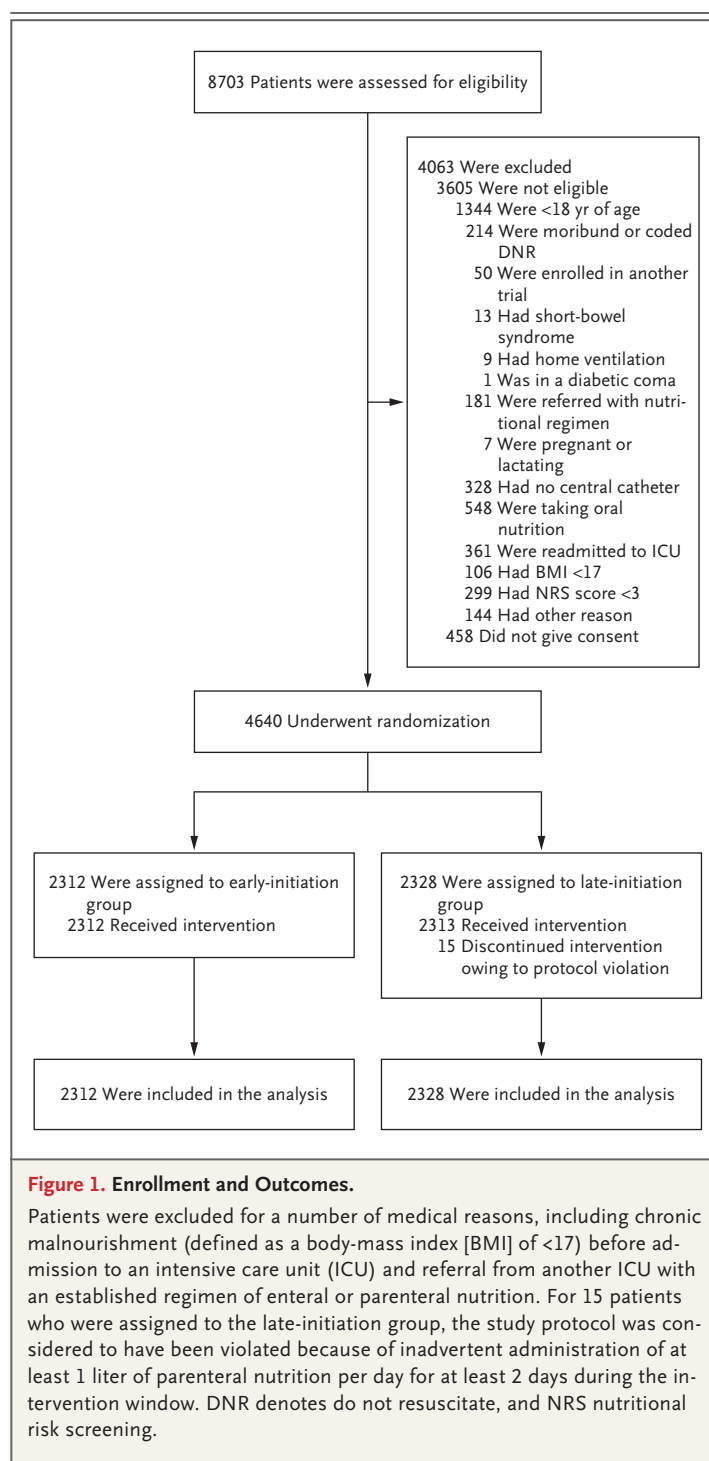 8703 Patients were assessed for eligibility
4063 Were excluded
3605 Were not eligible
1344 Were <18 yr of age
214 Were moribund or coded
DNR
50 Were enrolled in another
trial
13 Had short-bowel
syndrome
9 Had home ventilation
1 Was in a diabetic coma
181 Were referred with nutri-
tional regimen
7 Were pregnant or
lactating
328 Had no central catheter
548 Were taking oral
nutrition
361 Were readmitted to ICU
106 Had BMI <17
299 Had NRS score <3
144 Had other reason
458 Did not give consent
4640 Underwent randomization
2312 Were assigned to early-initiation
group
2312 Received intervention
2328 Were assigned to late-initiation
group
2313 Received intervention
15 Discontinued intervention
owing to protocol violation
2312 Were included in the analysis
2328 Were included in the analysis
Figure 1. Enrollment and Outcomes.
Patients were excluded for a number of medical reasons, including chronic
malnourishment (defined as a body-mass index [BMI] of <17) before ad-
mission to an intensive care unit (ICU) and referral from another ICU with
an established regimen of enteral or parenteral nutrition. For 15 patients
who were assigned to the late-initiation group, the study protocol was con-
sidered to have been violated because of inadvertent administration of at
least 1 liter of parenteral nutrition per day for at least 2 days during the in-
tervention window. DNR denotes do not resuscitate, and NRS nutritional
risk screening.